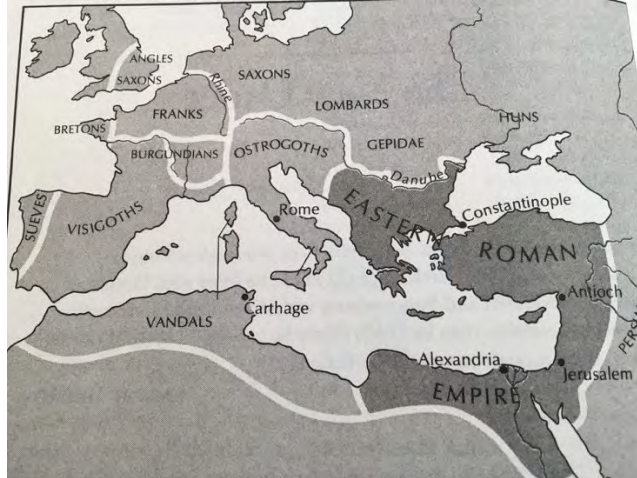 ANGLES
SAXONS
SAXONS
Rhine
LOMBARDS
HUNS
FRANKS
BRETONS
BURGUNDIANS
OSTROGOTHS
GEPIDAE
Danube
SUEVES
VISIGOTHS
Rome
EASTERN
Constantinople
ROMAN
Antioch
Carthage
VANDALS
Alexandria
Jerusalem
EMPIRE